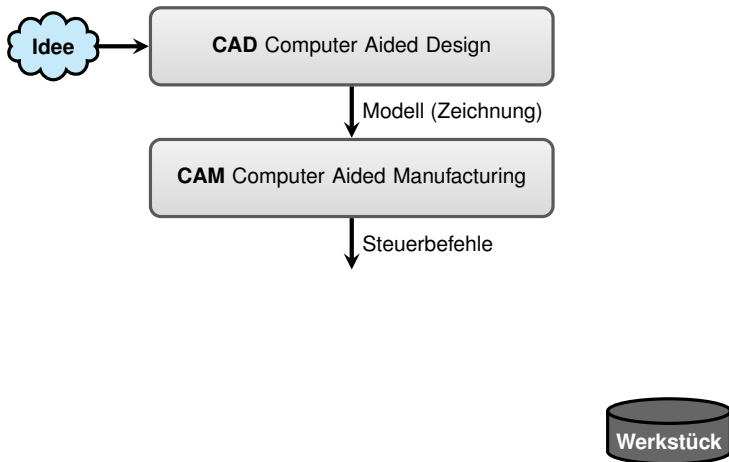 Idee
CAD Computer Aided Design
Modell (Zeichnung)
CAM Computer Aided Manufacturing
Steuerbefehle
Werkstück